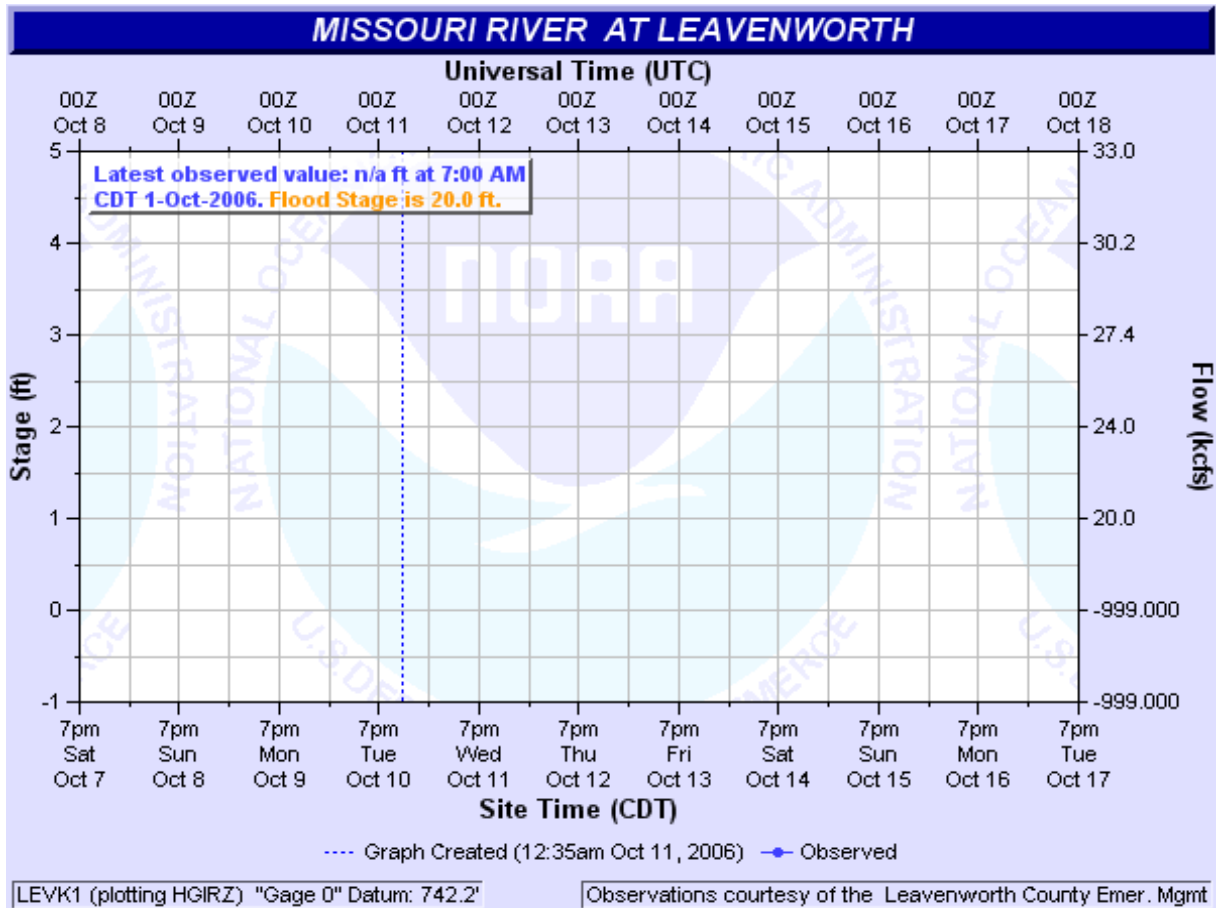 MISSOURI RIVER AT LEAVENWORTH
Universal Time (UTC)
00Z 00Z 00Z 00Z 00Z 00Z 00Z 00Z 00Z 00Z 00Z
Oct 8 Oct 9 Oct 10 Oct 11 Oct 12 Oct 13 Oct 14 Oct 15 Oct 16 Oct 17 Oct 18
Latest observed value: n/a ft at 7:00 AM
CDT 1-Oct-2006. Flood Stage is 20.0 ft.
Stage (ft)
5
4
3
2
1
0
-1
33.0
30.2
27.4
24.0
20.0
-999.000
-999.000
Flow (kcfs)
NOAA
7pm 7pm 7pm 7pm 7pm 7pm 7pm 7pm 7pm 7pm 7pm
Sat Sun Mon Tue Wed Thu Fri Sat Sun Mon Tue
Oct 7 Oct 8 Oct 9 Oct 10 Oct 11 Oct 12 Oct 13 Oct 14 Oct 15 Oct 16 Oct 17
Site Time (CDT)
Graph Created (12:35am Oct 11, 2006) Observed
LEVK1 (plotting HGIRZ) "Gage 0" Datum: 742.2'
Observations courtesy of the Leavenworth County Emer. Mgmt